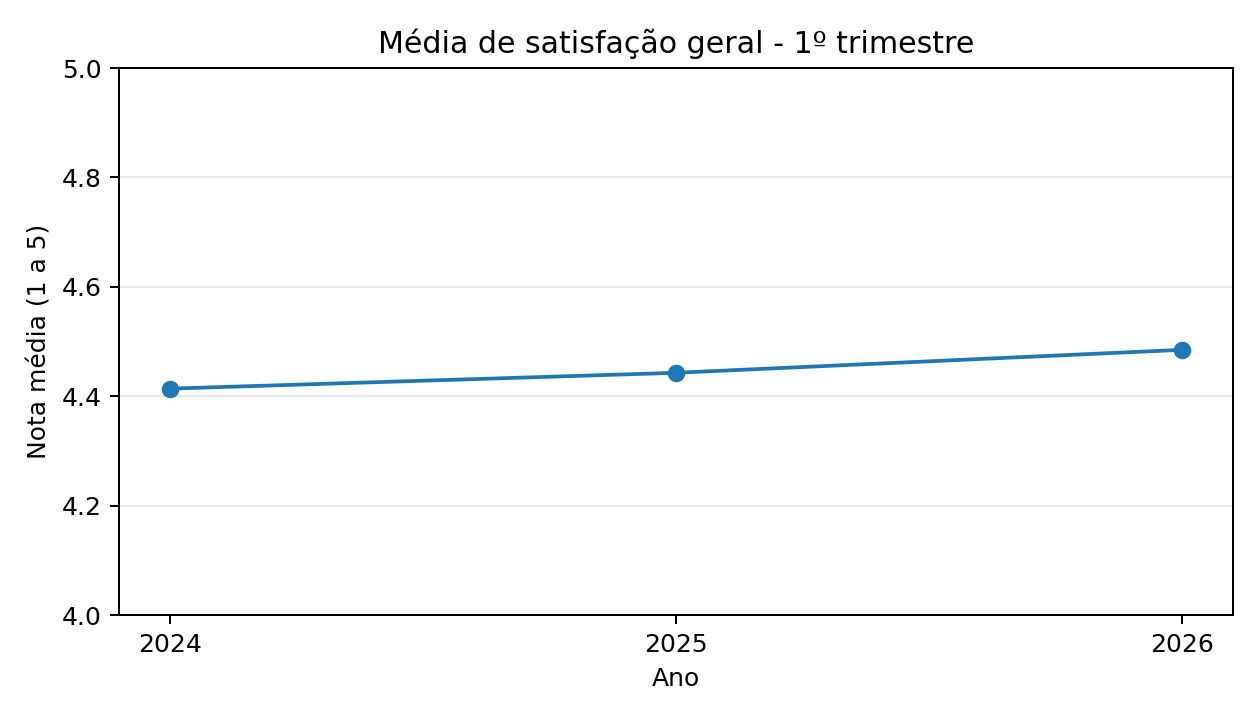 Média de satisfação geral - 1º trimestre
Nota média (1 a 5)
5.0
4.8
4.6
4.4
4.2
4.0
2024 2025 2026
Ano